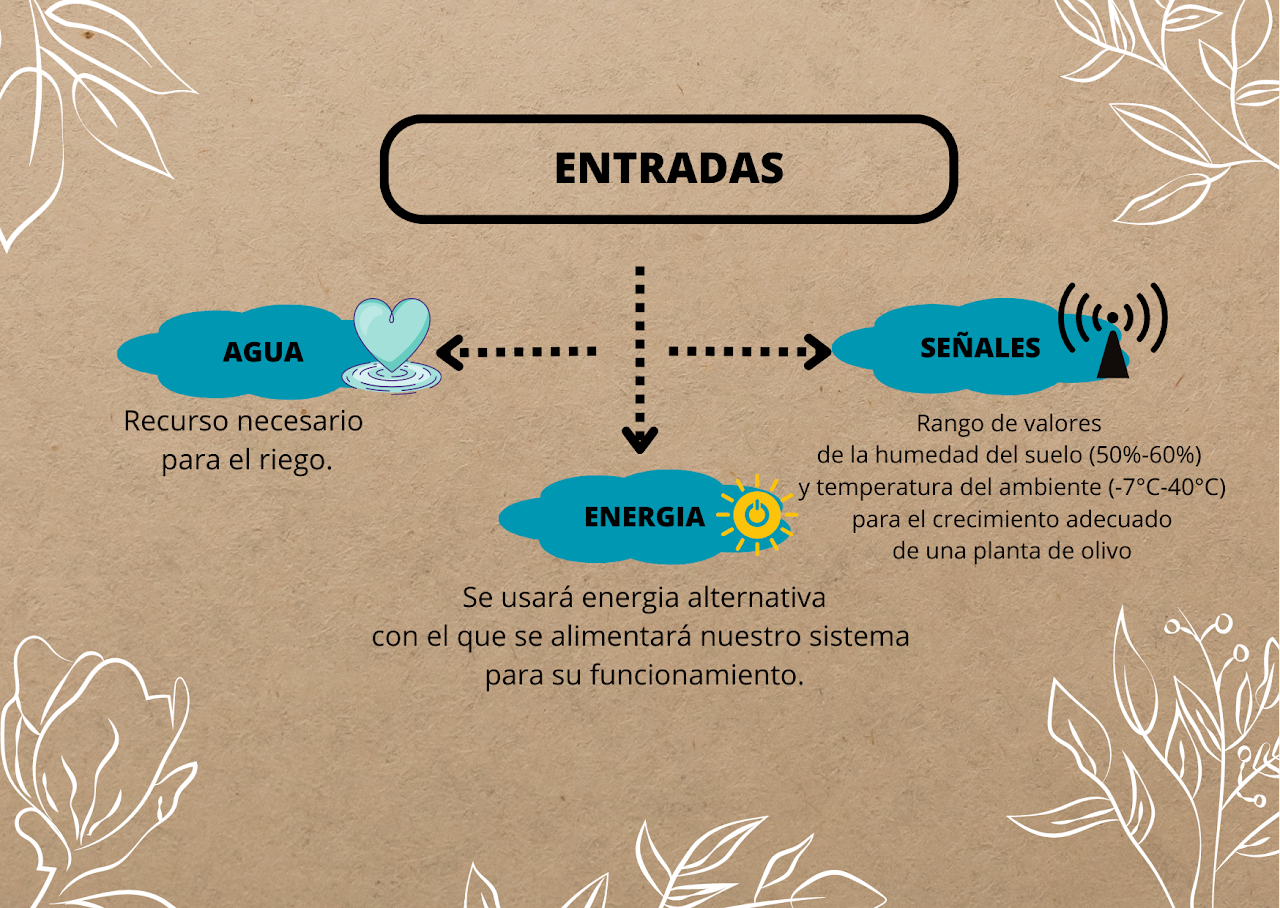 ENTRADAS
AGUA
Recurso necesario
para el riego.
SEÑALES
Rango de valores
de la humedad del suelo (50%-60%)
y temperatura del ambiente (-7°C-40°C)
para el crecimiento adecuado
de una planta de olivo
ENERGIA
Se usará energia alternativa
con el que se alimentará nuestro sistema
para su funcionamiento.